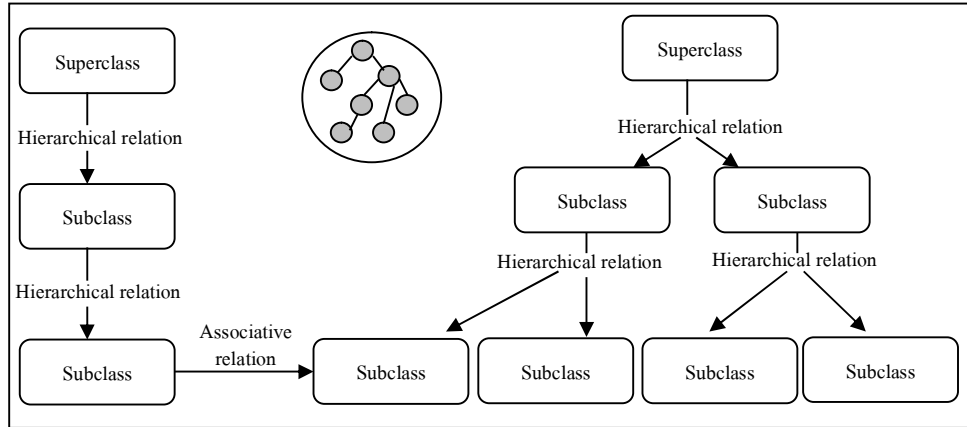 Superclass
Superclass
Hierarchical relation
Hierarchical relation
Subclass
Subclass
Subclass
Hierarchical relation
Hierarchical relation
Hierarchical relation
Associative
relation
Subclass
Subclass
Subclass
Subclass
Subclass